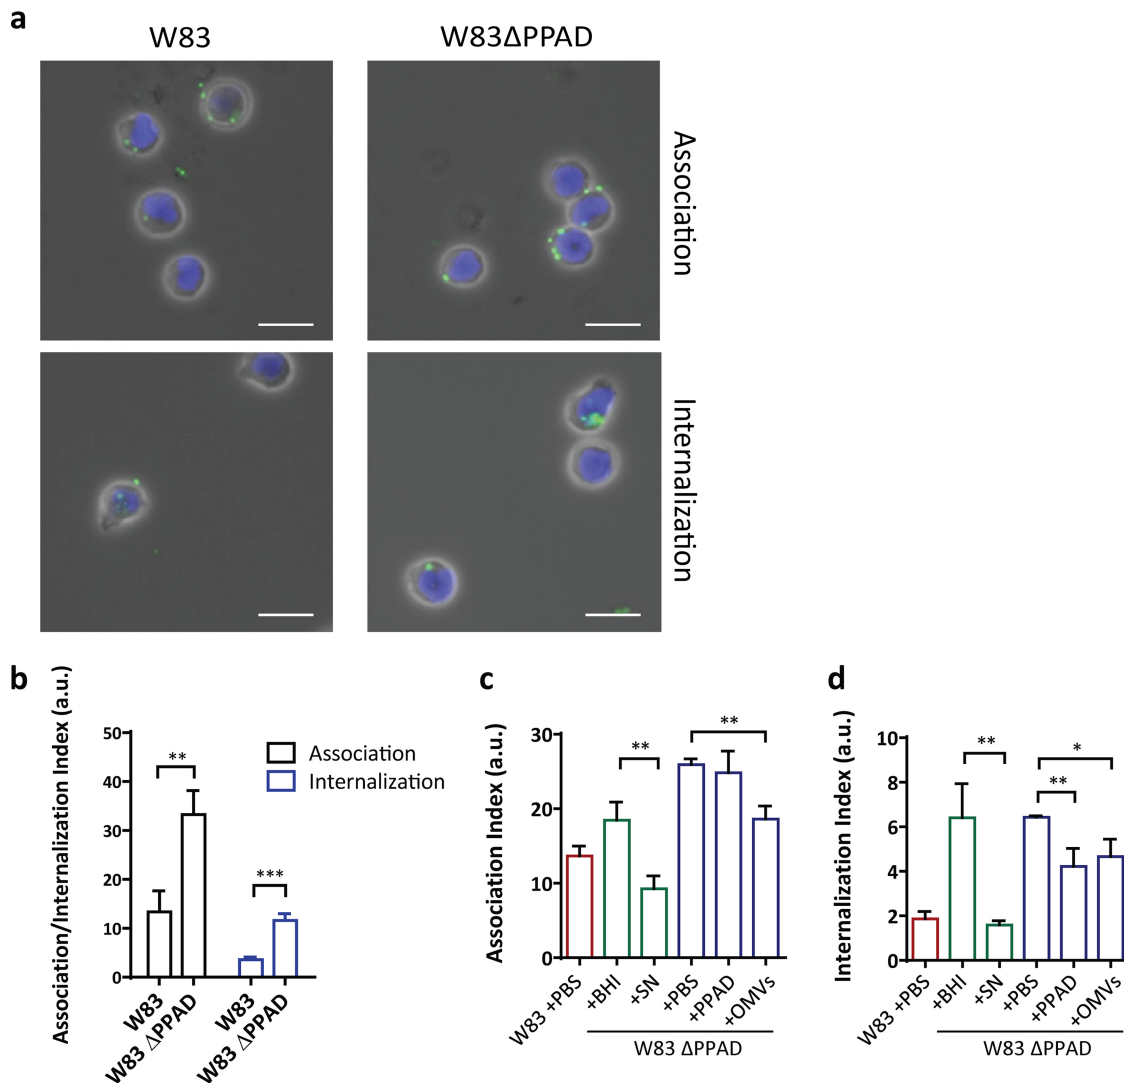 a
W83
W83ΔPPAD
Association
Internalization
b
Association/Internalization Index (a.u.)
50
40
30
20
10
0
**
***
Association
Internalization
W83
W83 ΔPPAD
W83
W83 ΔPPAD
c
Association Index (a.u.)
30
20
10
0
**
**
W83 +PBS
+BHI
+SN
+PBS
+PPAD
+OMVs
W83 ΔPPAD
d
Internalization Index (a.u.)
10
8
6
4
2
0
**
*
**
W83 +PBS
+BHI
+SN
+PBS
+PPAD
+OMVs
W83 ΔPPAD